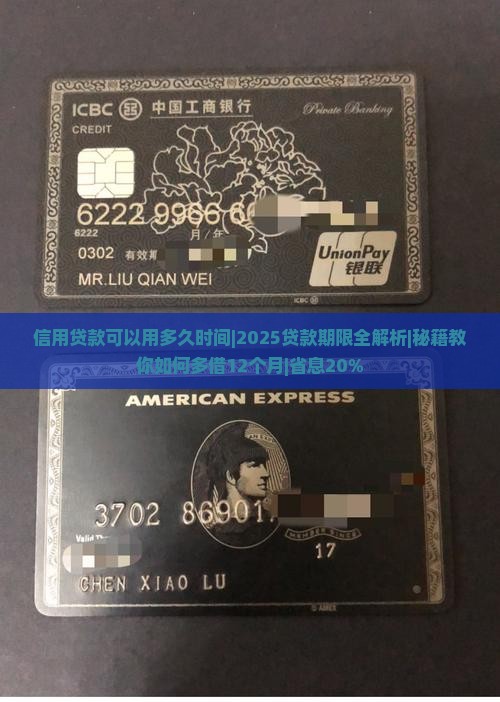 ICBC 中国工商银行 Private Banking
CREDIT
6222 9966 6
6222 月/年
0302 有效期
UnionPay
银联
MR.LIU QIAN WEI
ICBC
信用贷款可以用多久时间|2025贷款期限全解析|秘籍教
你如何多借12个月|省息20%
AMERICAN EXPRESS
3702 86901
MEMBER SINCE
Valid
17
CHEN XIAO LU
© AMEX